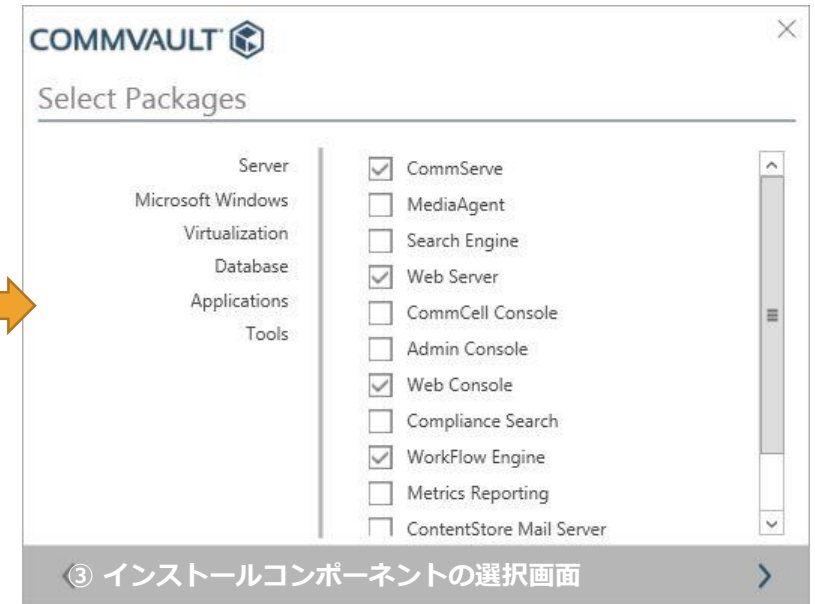 COMMVAULT
Select Packages
Server
Microsoft Windows
Virtualization
Database
Applications
Tools
CommServe
MediaAgent
Search Engine
Web Server
CommCell Console
Admin Console
Web Console
Compliance Search
WorkFlow Engine
Metrics Reporting
ContentStore Mail Server
③ インストールコンポーネントの選択画面